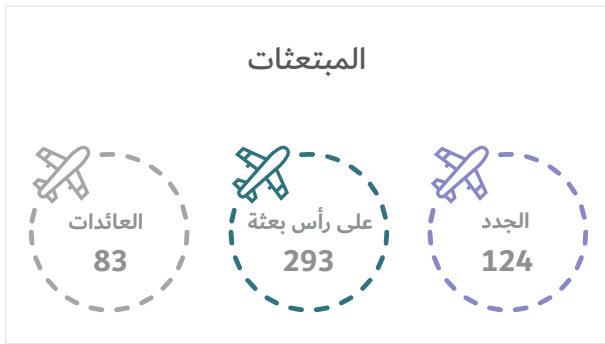 المبتعثات
الجدد
124
على رأس بعثة
293
العائدات
83